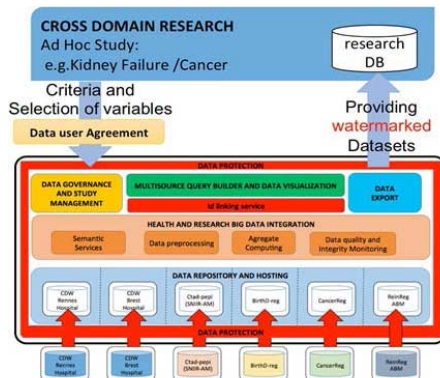 CROSS DOMAIN RESEARCH
Ad Hoc Study:
e.g.Kidney Failure /Cancer
research
DB
Criteria and
Selection of variables
Data user Agreement
Providing
watermarked
Datasets
DATA PROTECTION
DATA GOVERNANCE
AND STUDY
MANAGEMENT
MULTISOURCE QUERY BUILDER AND DATA VISUALIZATION
Id linking service
DATA
EXPORT
HEALTH AND RESEARCH BIG DATA INTEGRATION
Semantic
Services
Data preprocessing
Agregate
Computing
Data quality and
Integrity Monitoring
DATA REPOSITORY AND HOSTING
CDW
Rennes
Hospital
CDW
Brest
Hospital
Ctad-pepi
(SNIIR-AM)
BirthD-reg
CancerReg
ReinReg
ABM
DATA PROTECTION
CDW
Rennes
Hospital
CDW
Brest
Hospital
Ctad-pepi
(SNIIR-AM)
BirthD-reg
CancerReg
ReinReg
ABM